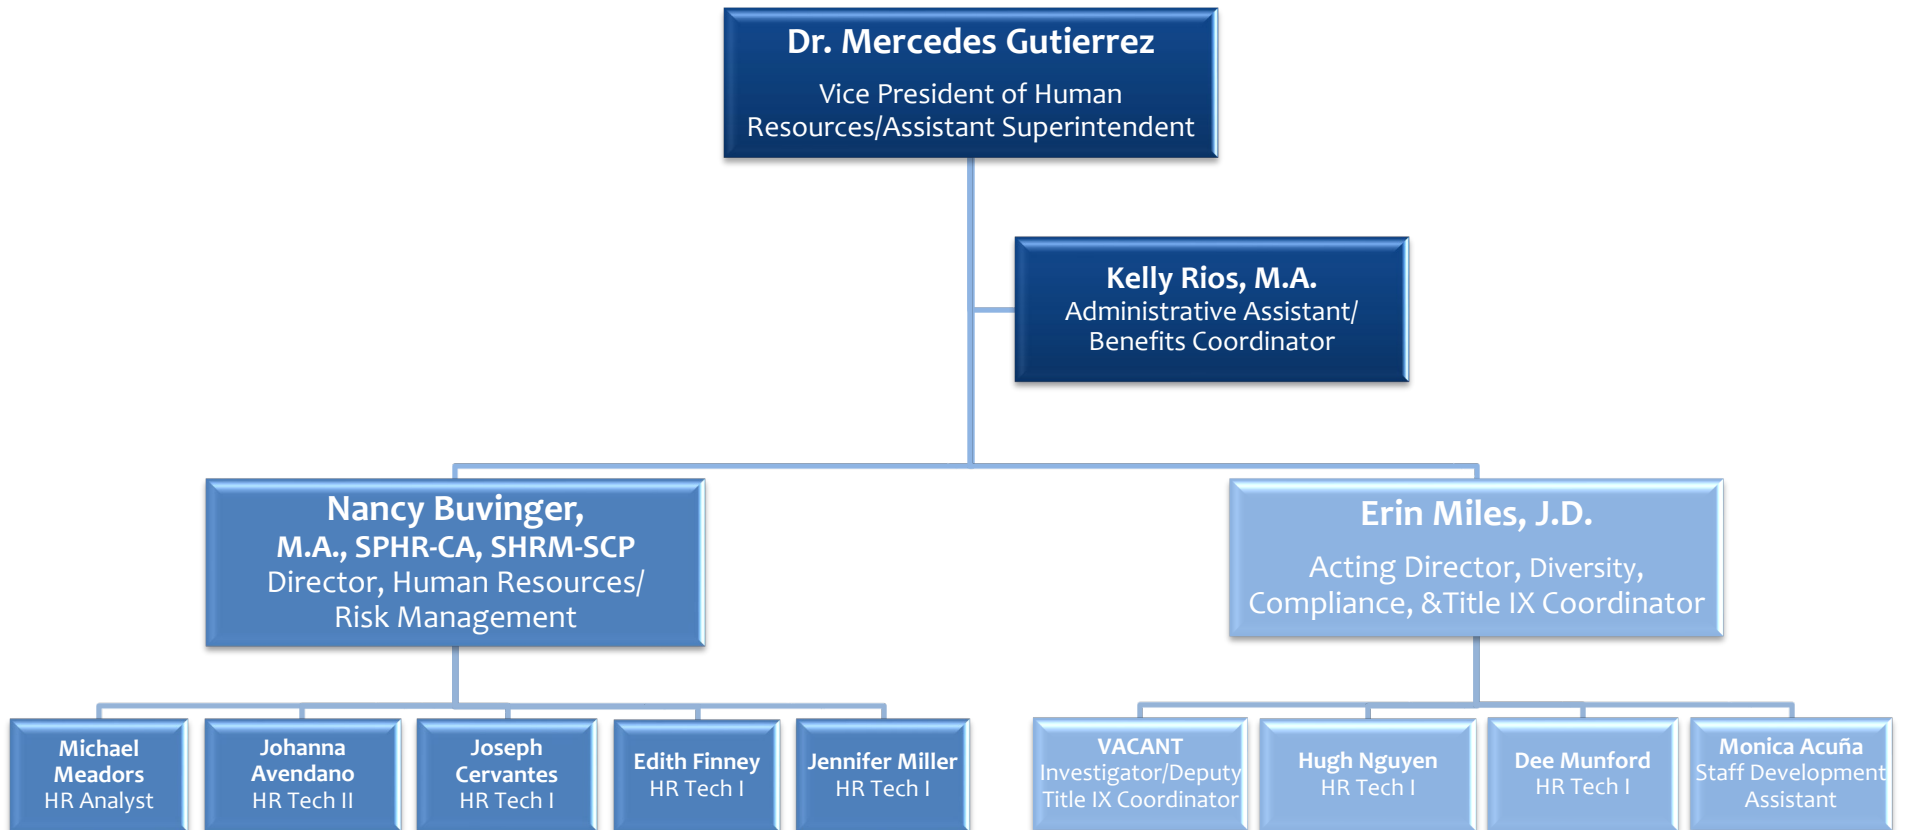 Dr. Mercedes Gutierrez
Vice President of Human
Resources/Assistant Superintendent
Kelly Rios, M.A.
Administrative Assistant/
Benefits Coordinator
Nancy Buvinger,
M.A., SPHR-CA, SHRM-SCP
Director, Human Resources/
Risk Management
Erin Miles, J.D.
Acting Director, Diversity,
Compliance, &Title IX Coordinator
Michael
Meadors
HR Analyst
Johanna
Avendano
HR Tech II
Joseph
Cervantes
HR Tech I
Edith Finney
HR Tech I
Jennifer Miller
HR Tech I
VACANT
Investigator/Deputy
Title IX Coordinator
Hugh Nguyen
HR Tech I
Dee Munford
HR Tech I
Monica Acuña
Staff Development
Assistant